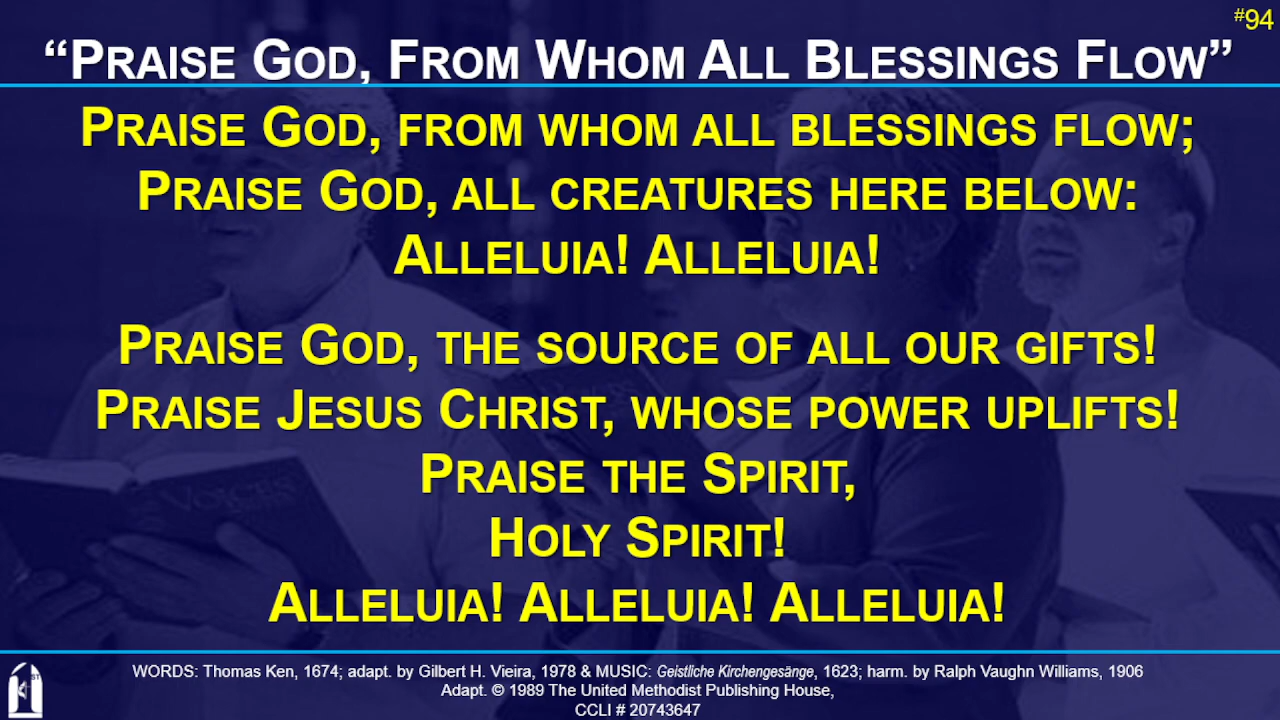 #94
“Praise God, From Whom All Blessings Flow”
Praise God, from whom all blessings flow;
Praise God, all creatures here below:
Alleluia! Alleluia!
Praise God, the source of all our gifts!
Praise Jesus Christ, whose power uplifts!
Praise the Spirit,
Holy Spirit!
Alleluia! Alleluia! Alleluia!
WORDS: Thomas Ken, 1674; adapt. by Gilbert H. Vieira, 1978 & MUSIC: Geistliche Kirchengesänge, 1623; harm. by Ralph Vaughn Williams, 1906
Adapt. © 1989 The United Methodist Publishing House,
CCLI # 20743647